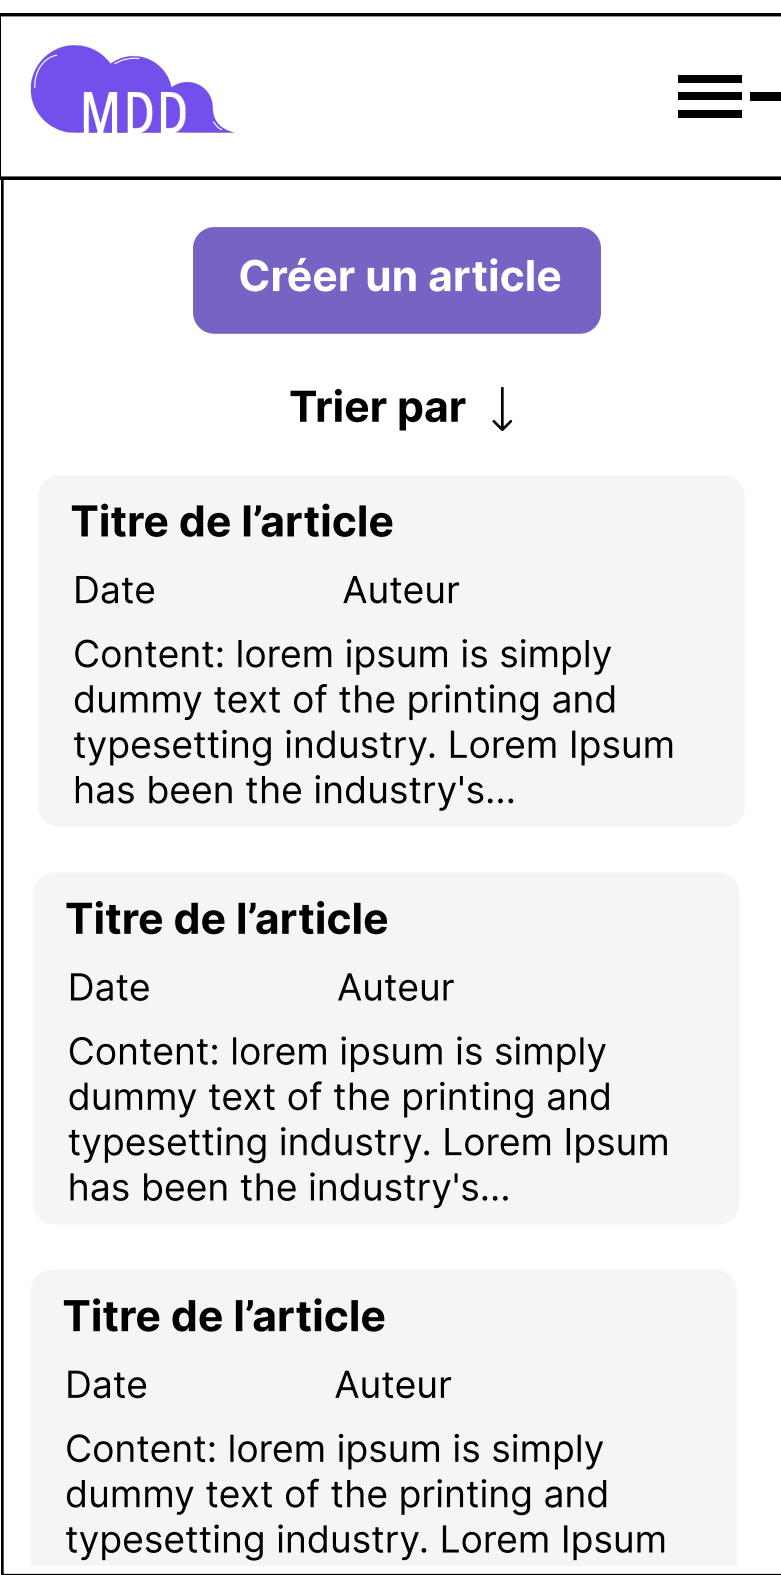 MDD
Créer un article
Trier par ↓
Titre de l’article
Date Auteur
Content: lorem ipsum is simply
dummy text of the printing and
typesetting industry. Lorem Ipsum
has been the industry's...
Titre de l’article
Date Auteur
Content: lorem ipsum is simply
dummy text of the printing and
typesetting industry. Lorem Ipsum
has been the industry's...
Titre de l’article
Date Auteur
Content: lorem ipsum is simply
dummy text of the printing and
typesetting industry. Lorem Ipsum